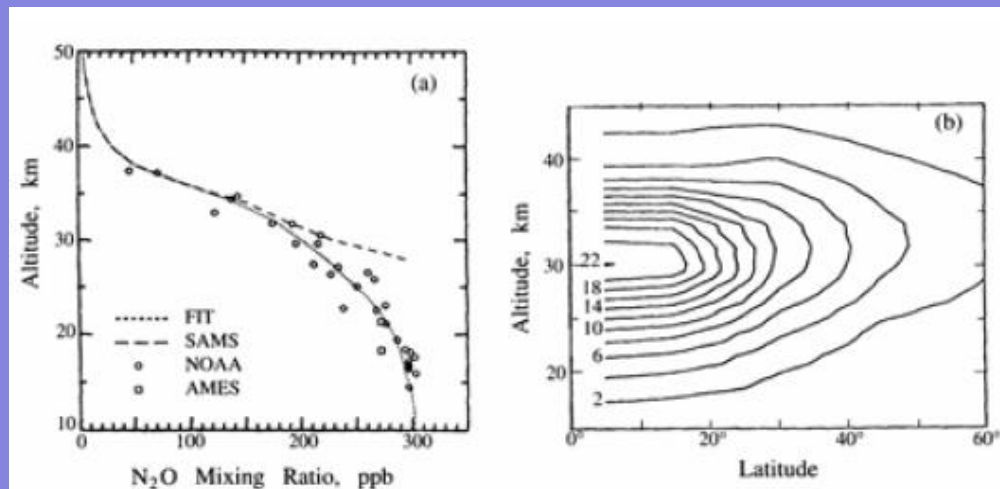 50
(a)
40
30
20
10
Altitude, km
FIT
SAMS
NOAA
AMES
0
100
200
300
N₂O Mixing Ratio, ppb
(b)
40
30
20
Altitude, km
22
18
14
10
6
2
0°
20°
40°
60°
Latitude